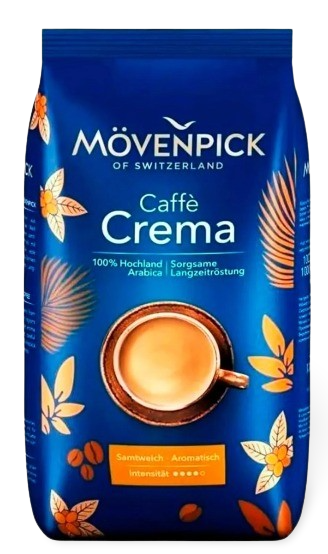 MÖVENPICK
OF SWITZERLAND
Caffè
Crema
100% Hochland Arabica | Sorgsame Langzeitröstung
Samtweich · Aromatisch
Intensität